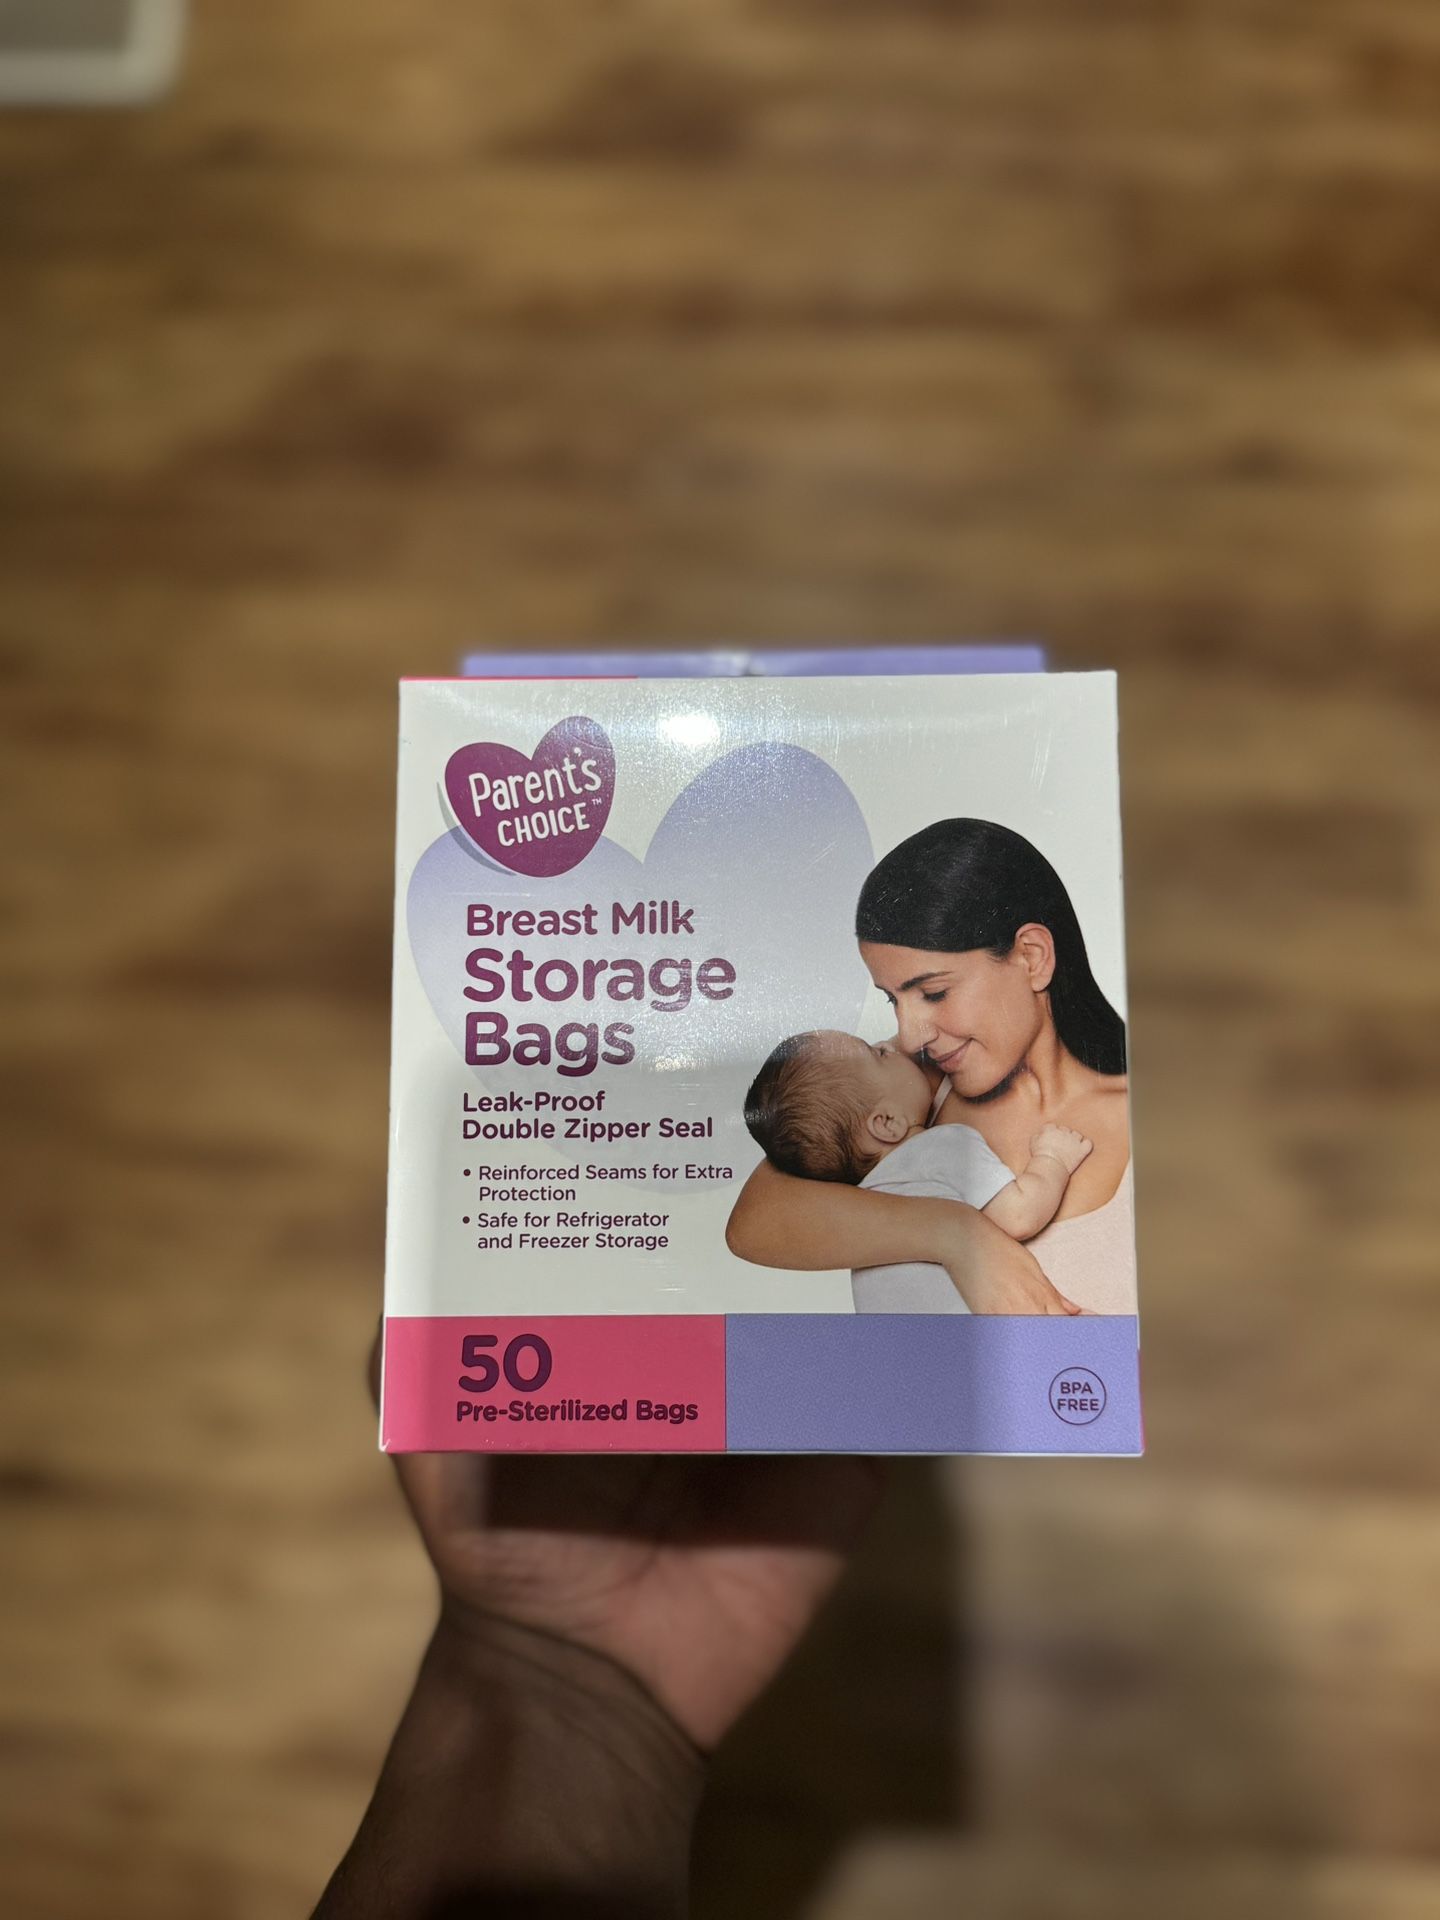 Parent's
CHOICE™
Breast Milk
Storage
Bags
Leak-Proof
Double Zipper Seal
• Reinforced Seams for Extra
Protection
• Safe for Refrigerator
and Freezer Storage
50
Pre-Sterilized Bags
BPA
FREE